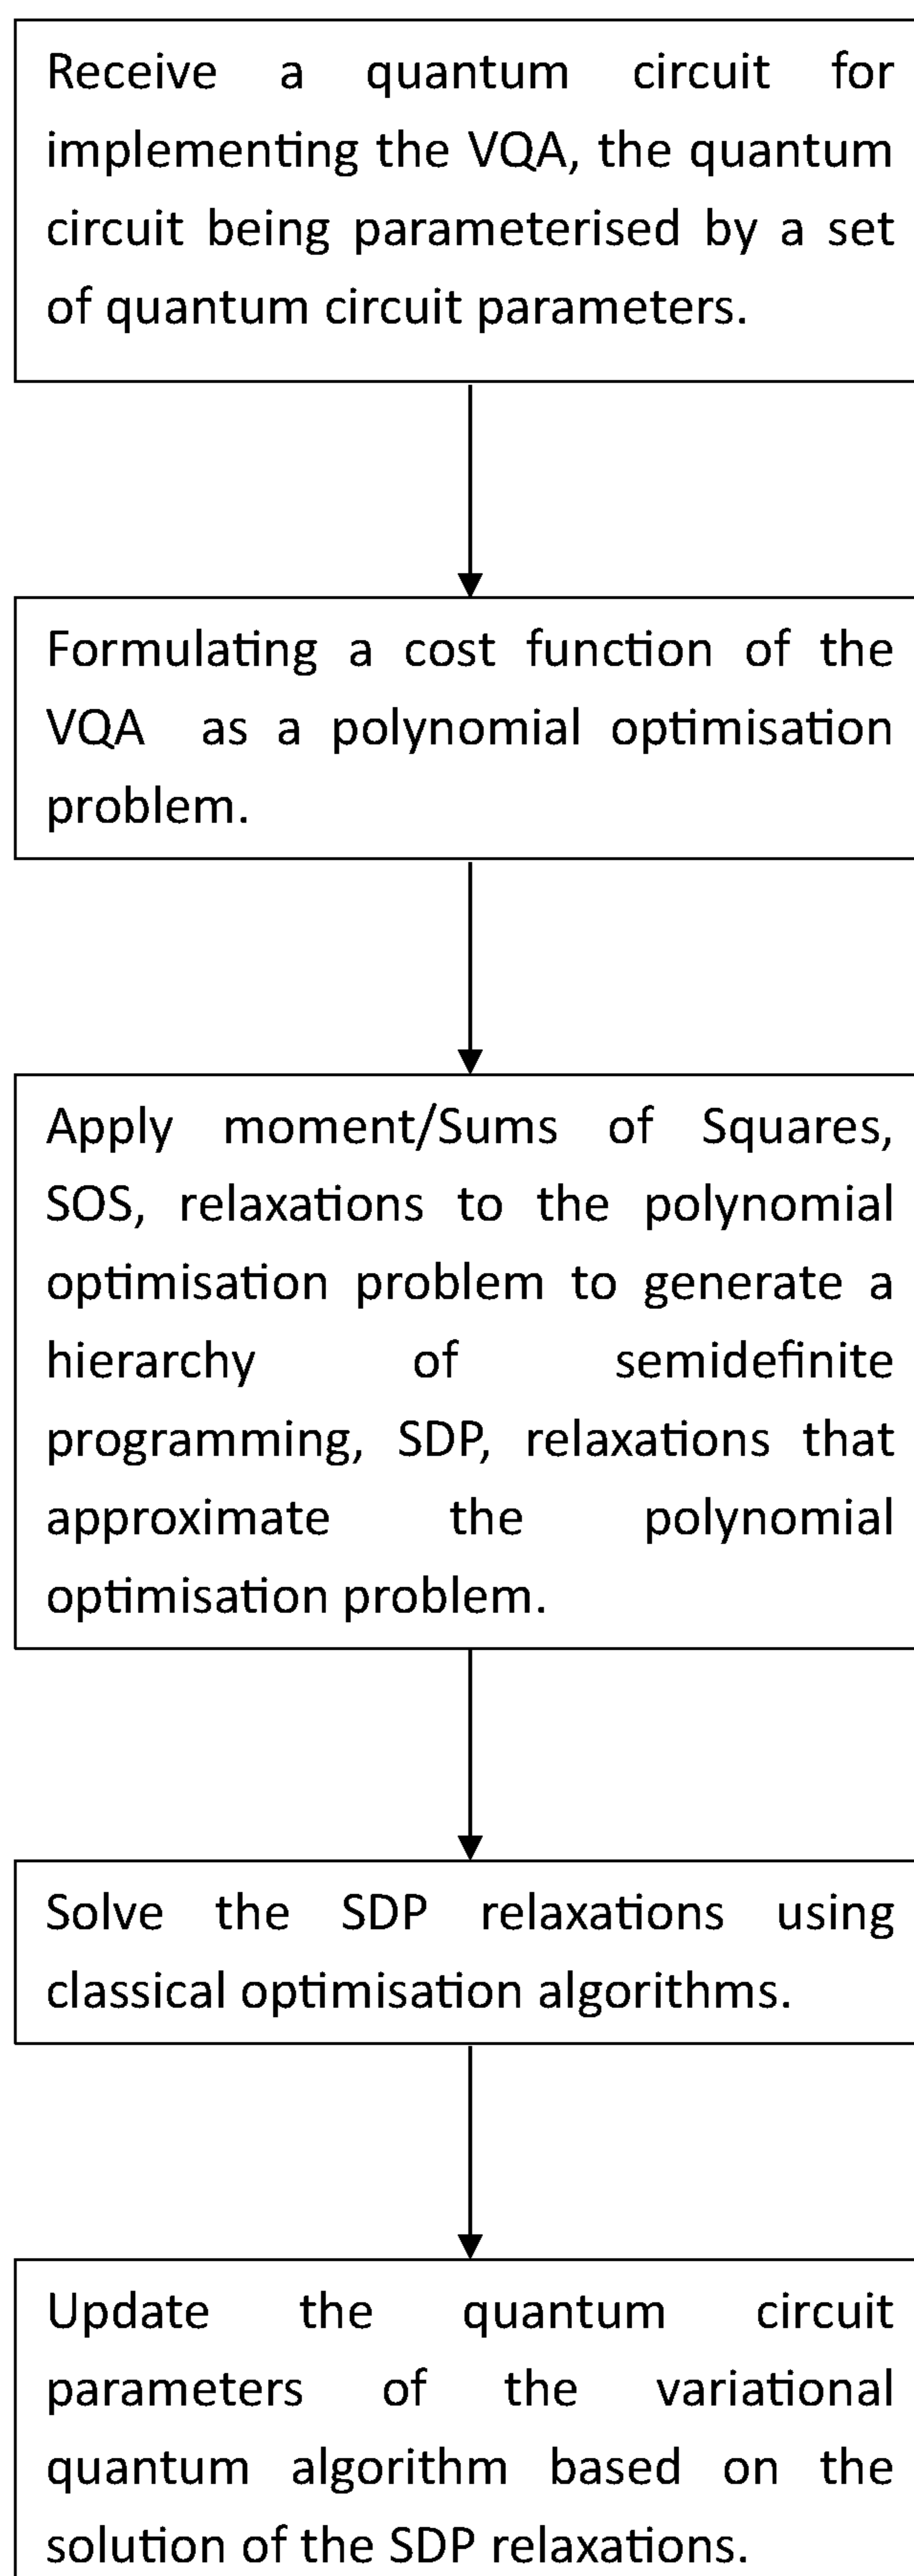 Receive a quantum circuit for
implementing the VQA, the quantum
circuit being parameterised by a set
of quantum circuit parameters.
Formulating a cost function of the
VQA as a polynomial optimisation
problem.
Apply moment/Sums of Squares,
SOS, relaxations to the polynomial
optimisation problem to generate a
hierarchy of semidefinite
programming, SDP, relaxations that
approximate the polynomial
optimisation problem.
Solve the SDP relaxations using
classical optimisation algorithms.
Update the quantum circuit
parameters of the variational
quantum algorithm based on the
solution of the SDP relaxations.